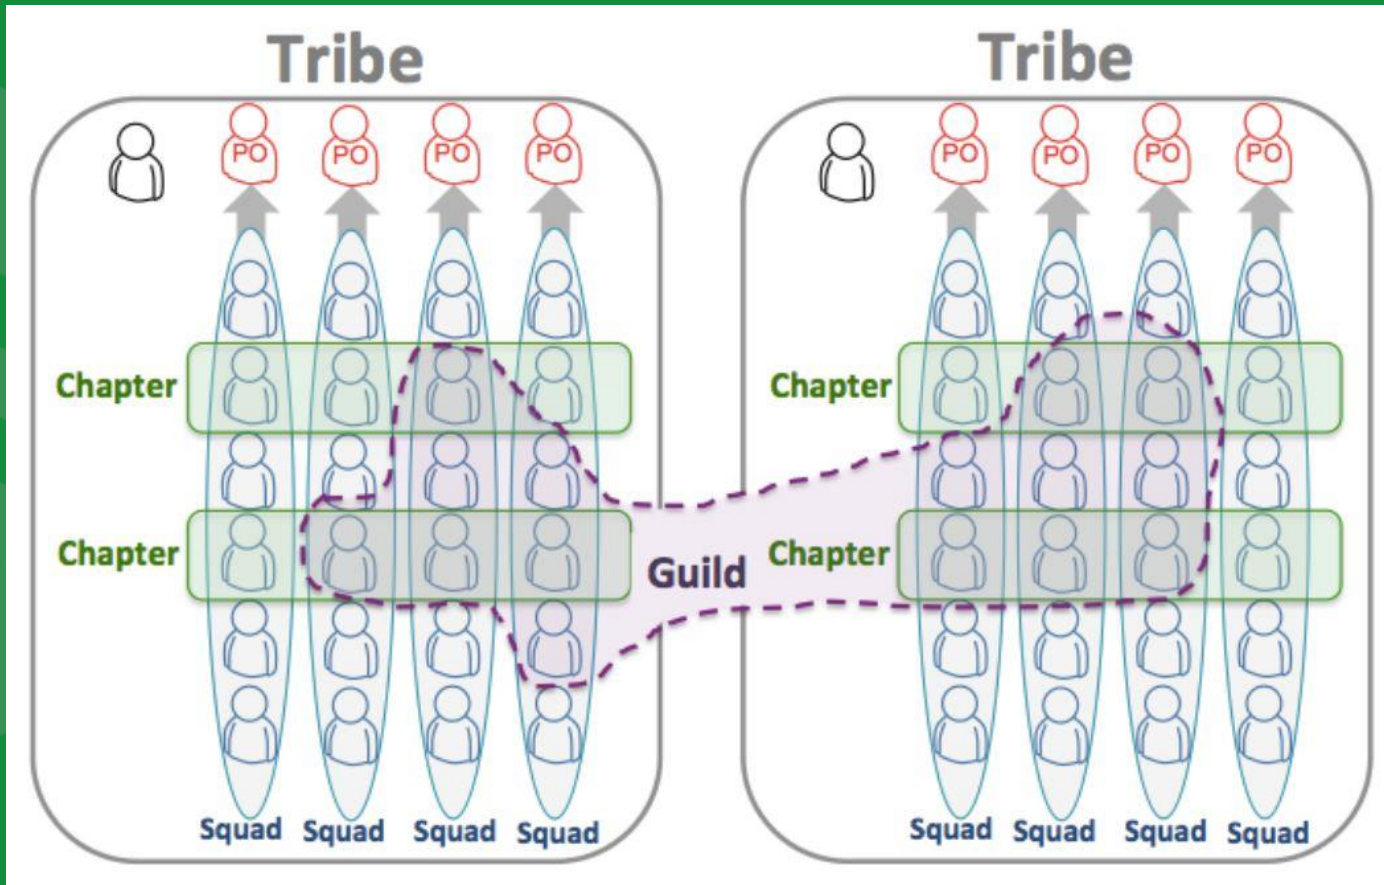 Tribe Tribe
PO PO PO PO PO PO PO PO
Chapter Chapter
Chapter Guild Chapter
Squad Squad Squad Squad Squad Squad Squad Squad